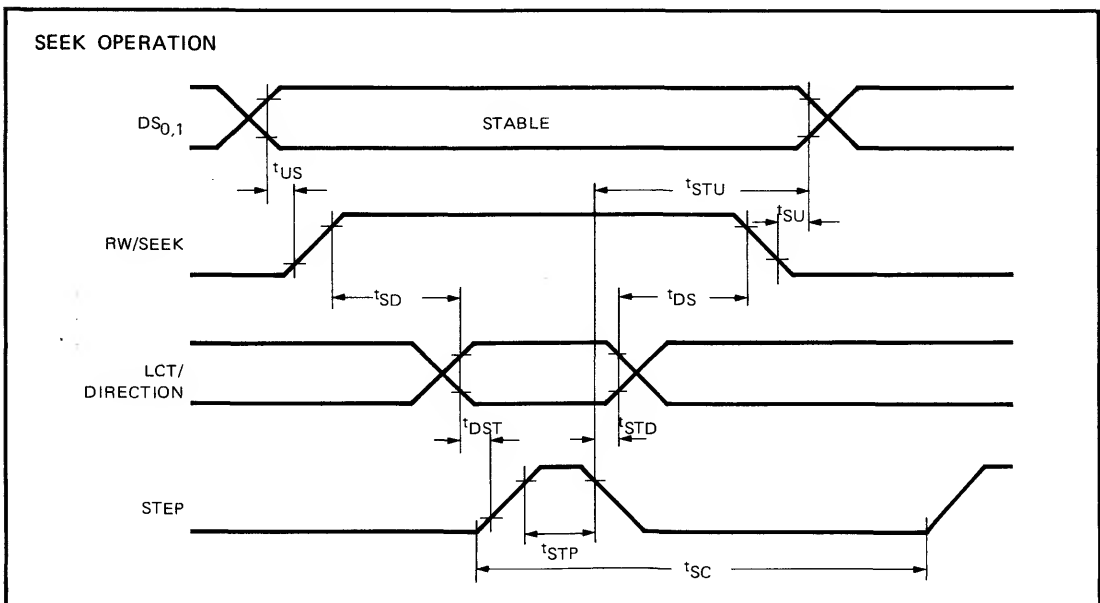 SEEK OPERATION
DS0,1
STABLE
tUS
tSTU
tSU
RW/SEEK
tSD
tDS
LCT/
DIRECTION
tDST
tSTD
STEP
tSTP
tSC